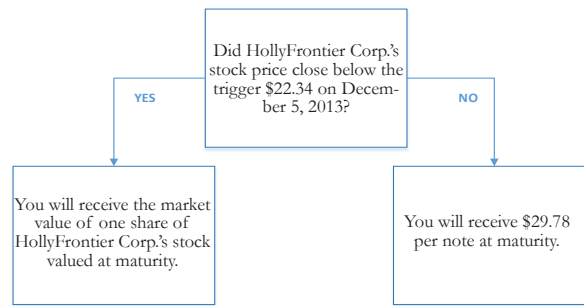 Did HollyFrontier Corp.'s
stock price close below the
trigger $22.34 on Decem-
ber 5, 2013?
YES
NO
You will receive the market
value of one share of
HollyFrontier Corp.'s stock
valued at maturity.
You will receive $29.78
per note at maturity.